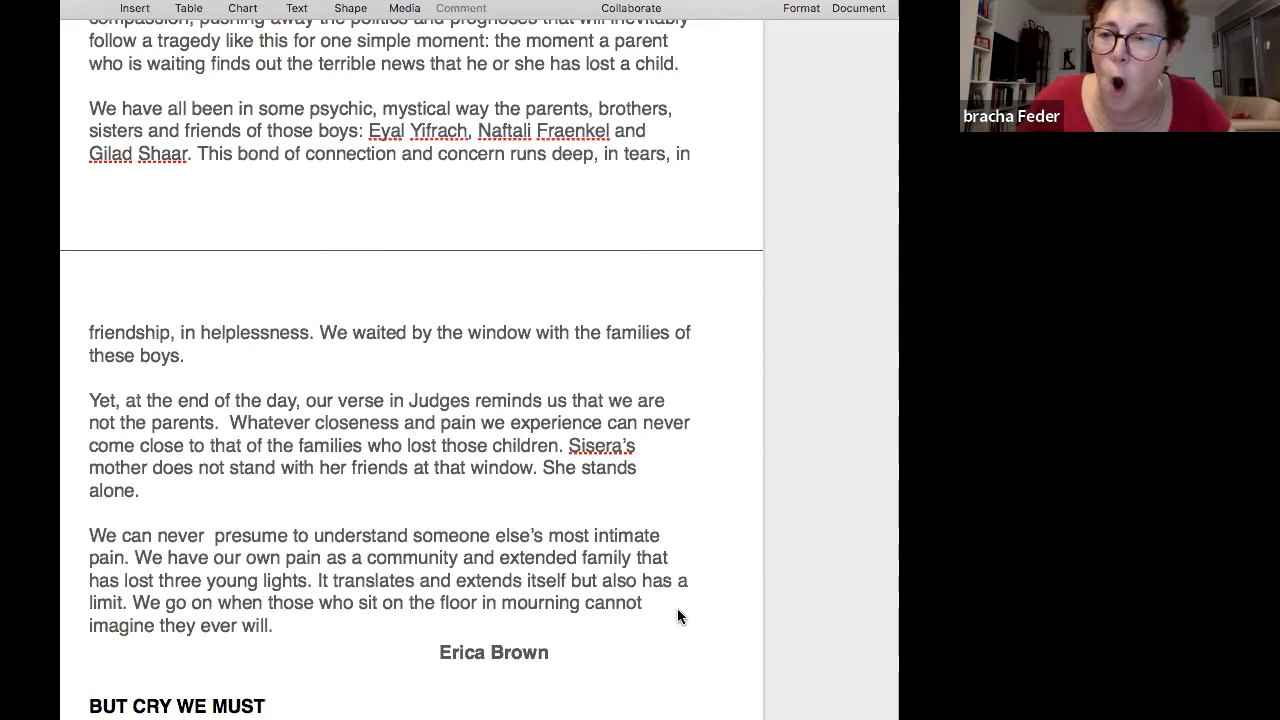 Insert Table Chart Text Shape Media Comment Collaborate Format Document
compassion, pushing away the politics and prognoses that will inevitably
follow a tragedy like this for one simple moment: the moment a parent
who is waiting finds out the terrible news that he or she has lost a child.
We have all been in some psychic, mystical way the parents, brothers,
sisters and friends of those boys: Eyal Yifrach, Naftali Fraenkel and
Gilad Shaar. This bond of connection and concern runs deep, in tears, in
friendship, in helplessness. We waited by the window with the families of
these boys.
Yet, at the end of the day, our verse in Judges reminds us that we are
not the parents.  Whatever closeness and pain we experience can never
come close to that of the families who lost those children. Sisera’s
mother does not stand with her friends at that window. She stands
alone.
We can never  presume to understand someone else’s most intimate
pain. We have our own pain as a community and extended family that
has lost three young lights. It translates and extends itself but also has a
limit. We go on when those who sit on the floor in mourning cannot
imagine they ever will.
Erica Brown
BUT CRY WE MUST
bracha Feder